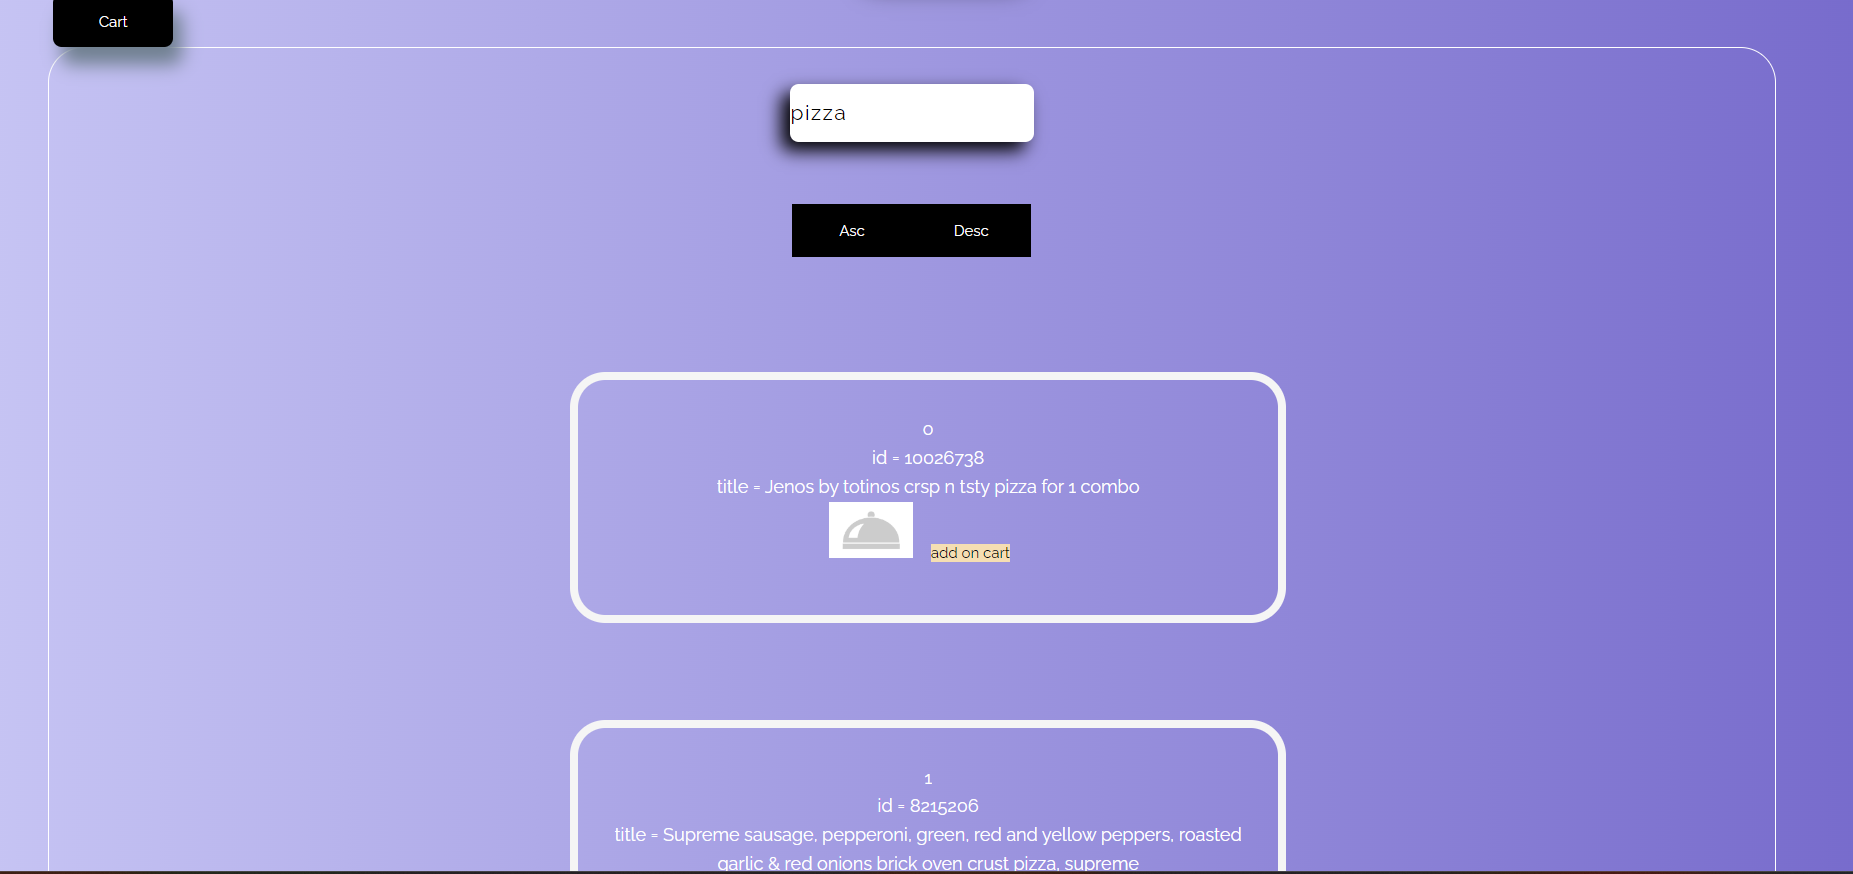 Cart
pizza
Asc
Desc
0
id = 10026738
title = Jenos by totinos crsp n tsty pizza for 1 combo
add on cart
1
id = 8215206
title = Supreme sausage, pepperoni, green, red and yellow peppers, roasted
garlic & red onions brick oven crust pizza, supreme